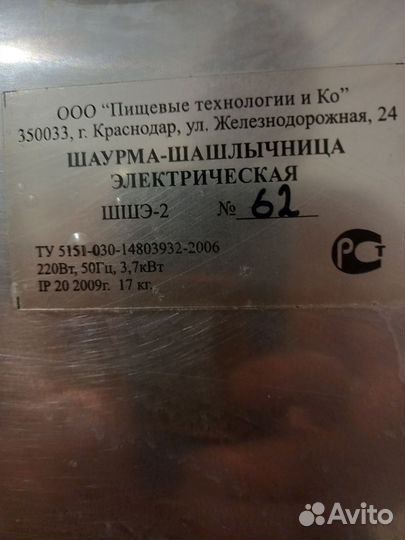 ООО “Пищевые технологии и Ко”
350033, г. Краснодар, ул. Железнодорожная, 24
ШАУРМА-ШАШЛЫЧНИЦА
ЭЛЕКТРИЧЕСКАЯ
ШШЭ-2 № 62
ТУ 5151-030-14803932-2006
220Вт, 50Гц, 3,7кВт
IP 20 2009г. 17 кг.
РСТ
Avito